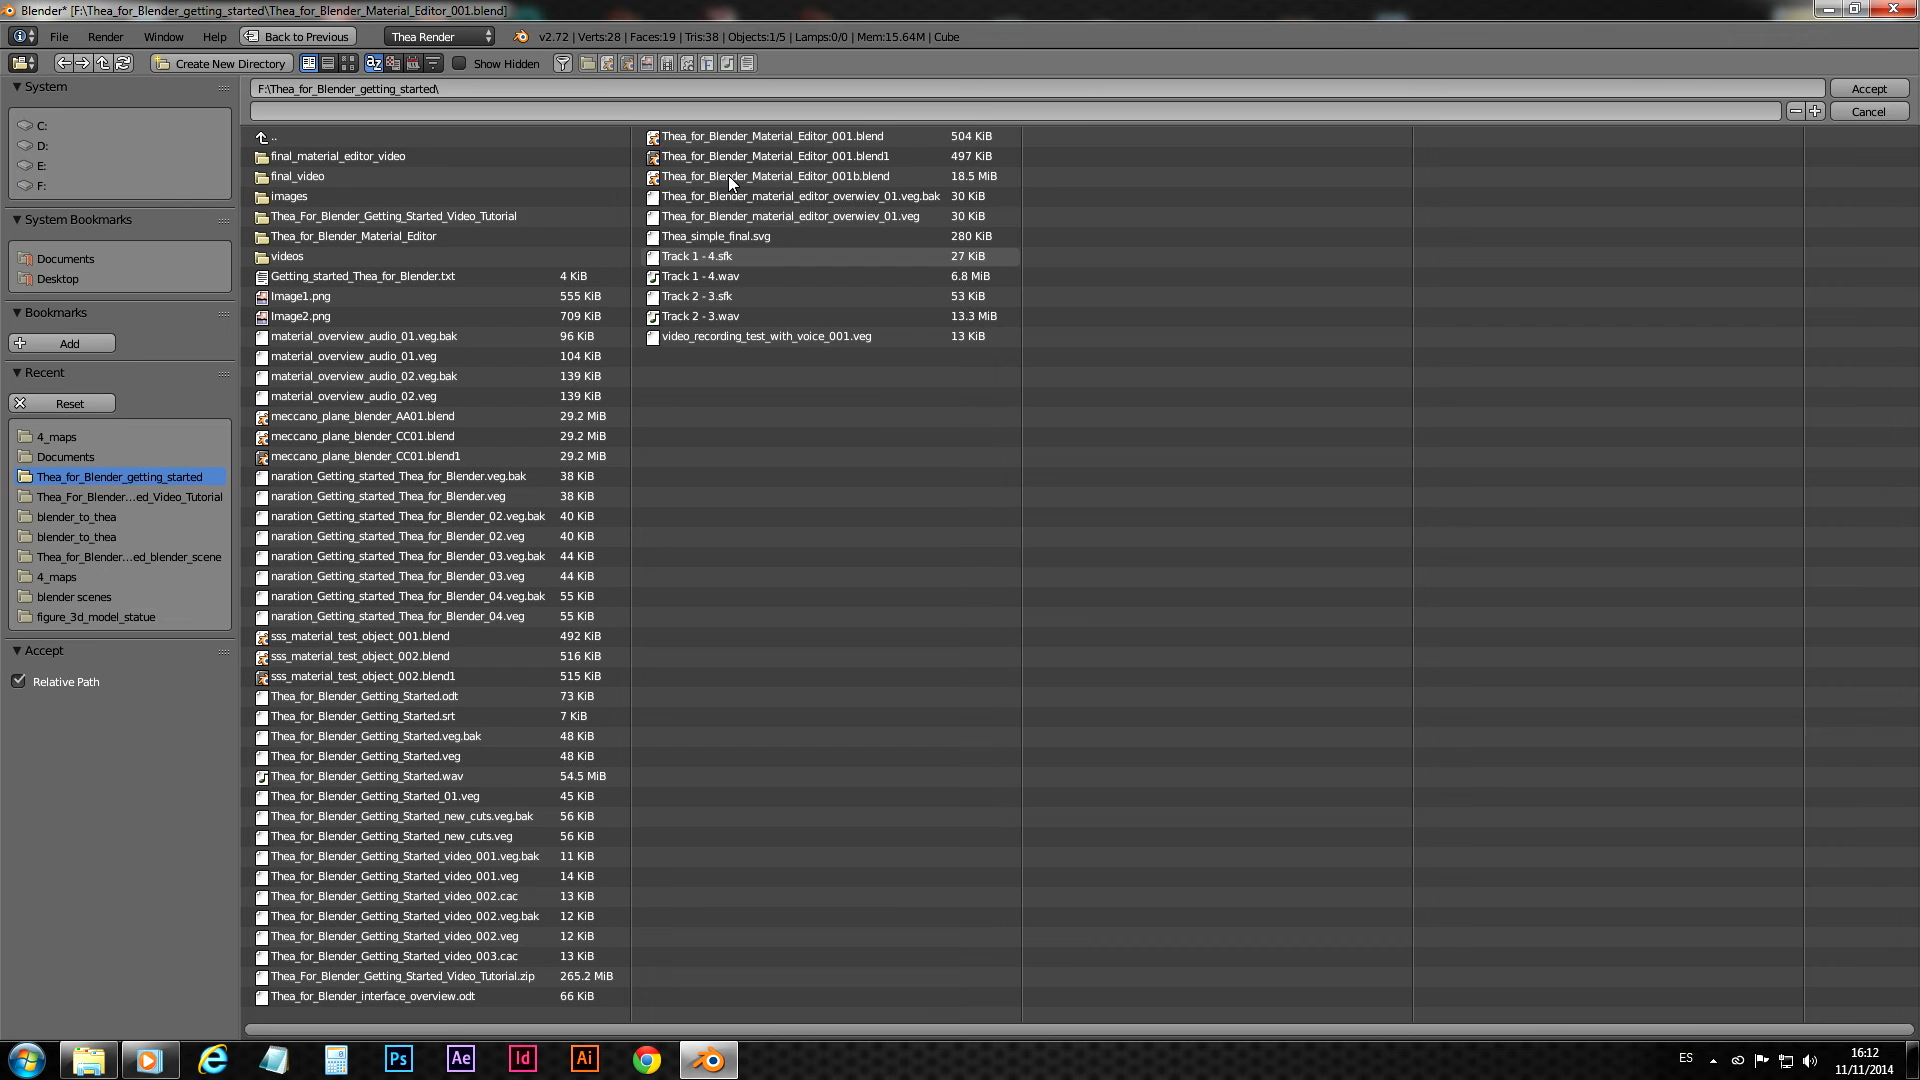 Blender* [F:\Thea_for_Blender_getting_started\Thea_for_Blender_Material_Editor_001.blend]
File Render Window Help Back to Previous Thea Render v2.72 | Verts:28 | Faces:19 | Tris:38 | Objects:1/5 | Lamps:0/0 | Mem:15.64M | Cube
Create New Directory Show Hidden
System
C:
D:
E:
F:
System Bookmarks
Documents
Desktop
Bookmarks
Add
Recent
Reset
4_maps
Documents
Thea_for_Blender_getting_started
Thea_For_Blender...ed_Video_Tutorial
blender_to_thea
blender_to_thea
Thea_for_Blender...ed_blender_scene
4_maps
blender scenes
figure_3d_model_statue
Accept
Relative Path
F:\Thea_for_Blender_getting_started\
Accept
Cancel
..
final_material_editor_video
final_video
images
Thea_For_Blender_Getting_Started_Video_Tutorial
Thea_for_Blender_Material_Editor
videos
Getting_started_Thea_for_Blender.txt 4 KiB
Image1.png 555 KiB
Image2.png 709 KiB
material_overview_audio_01.veg.bak 96 KiB
material_overview_audio_01.veg 104 KiB
material_overview_audio_02.veg.bak 139 KiB
material_overview_audio_02.veg 139 KiB
meccano_plane_blender_AA01.blend 29.2 MiB
meccano_plane_blender_CC01.blend 29.2 MiB
meccano_plane_blender_CC01.blend1 29.2 MiB
naration_Getting_started_Thea_for_Blender.veg.bak 38 KiB
naration_Getting_started_Thea_for_Blender.veg 38 KiB
naration_Getting_started_Thea_for_Blender_02.veg.bak 40 KiB
naration_Getting_started_Thea_for_Blender_02.veg 40 KiB
naration_Getting_started_Thea_for_Blender_03.veg.bak 44 KiB
naration_Getting_started_Thea_for_Blender_03.veg 44 KiB
naration_Getting_started_Thea_for_Blender_04.veg.bak 55 KiB
naration_Getting_started_Thea_for_Blender_04.veg 55 KiB
sss_material_test_object_001.blend 492 KiB
sss_material_test_object_002.blend 516 KiB
sss_material_test_object_002.blend1 515 KiB
Thea_for_Blender_Getting_Started.odt 73 KiB
Thea_for_Blender_Getting_Started.srt 7 KiB
Thea_for_Blender_Getting_Started.veg.bak 48 KiB
Thea_for_Blender_Getting_Started.veg 48 KiB
Thea_for_Blender_Getting_Started.wav 54.5 MiB
Thea_for_Blender_Getting_Started_01.veg 45 KiB
Thea_for_Blender_Getting_Started_new_cuts.veg.bak 56 KiB
Thea_for_Blender_Getting_Started_new_cuts.veg 56 KiB
Thea_for_Blender_Getting_Started_video_001.veg.bak 11 KiB
Thea_for_Blender_Getting_Started_video_001.veg 14 KiB
Thea_for_Blender_Getting_Started_video_002.cac 13 KiB
Thea_for_Blender_Getting_Started_video_002.veg.bak 12 KiB
Thea_for_Blender_Getting_Started_video_002.veg 12 KiB
Thea_for_Blender_Getting_Started_video_003.cac 13 KiB
Thea_For_Blender_Getting_Started_Video_Tutorial.zip 265.2 MiB
Thea_for_Blender_interface_overview.odt 66 KiB
Thea_for_Blender_Material_Editor_001.blend 504 KiB
Thea_for_Blender_Material_Editor_001.blend1 497 KiB
Thea_for_Blender_Material_Editor_001b.blend 18.5 MiB
Thea_for_Blender_material_editor_overwiev_01.veg.bak 30 KiB
Thea_for_Blender_material_editor_overwiev_01.veg 30 KiB
Thea_simple_final.svg 280 KiB
Track 1 - 4.sfk 27 KiB
Track 1 - 4.wav 6.8 MiB
Track 2 - 3.sfk 53 KiB
Track 2 - 3.wav 13.3 MiB
video_recording_test_with_voice_001.veg 13 KiB
Ps Ae Id Ai
ES
16:12
11/11/2014